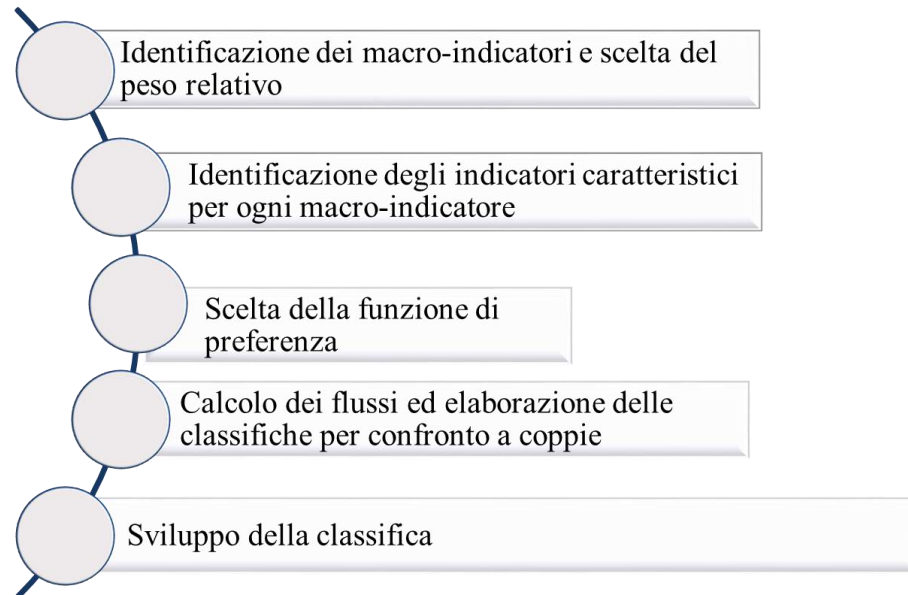 Identificazione dei macro-indicatori e scelta del
peso relativo
Identificazione degli indicatori caratteristici
per ogni macro-indicatore
Scelta della funzione di
preferenza
Calcolo dei flussi ed elaborazione delle
classifiche per confronto a coppie
Sviluppo della classifica